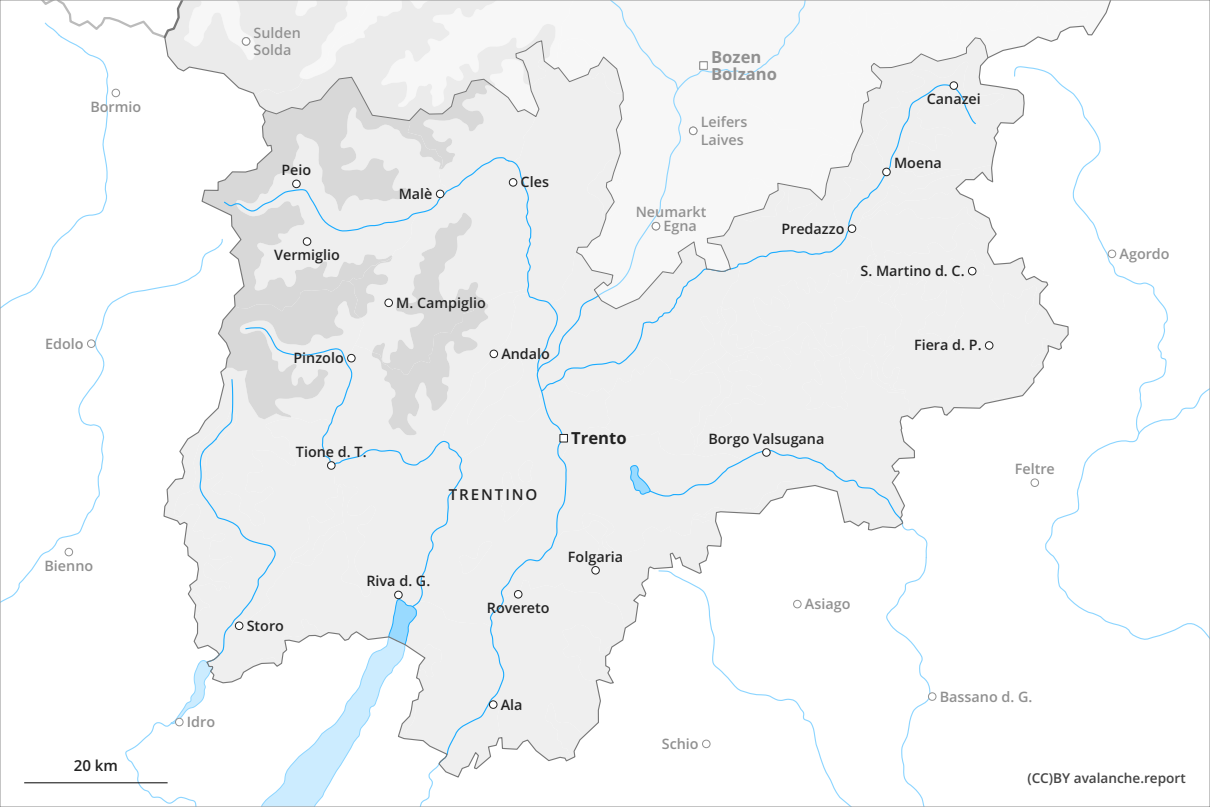 Sulden
Solda
Bozen
Bolzano
Bormio
Canazei
Leifers
Laives
Moena
Peio
Malè
Cles
Neumarkt
Egna
Predazzo
Vermiglio
Agordo
S. Martino d. C.
M. Campiglio
Edolo
Pinzolo
Andalo
Fiera d. P.
Trento
Borgo Valsugana
Tione d. T.
Feltre
TRENTINO
Bienno
Folgaria
Riva d. G.
Rovereto
Asiago
Storo
Ala
Bassano d. G.
Idro
Schio
20 km
(CC)BY avalanche.report